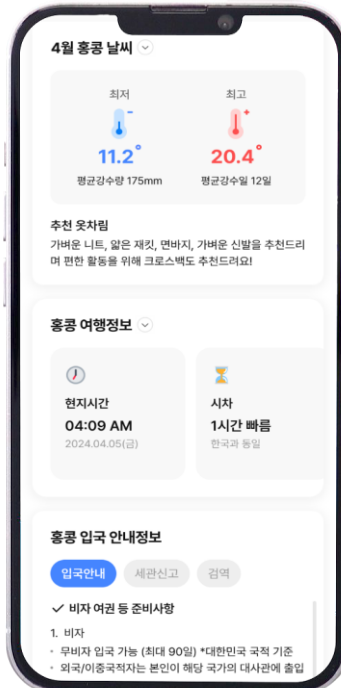 4월 홍콩 날씨
최저 최고
11.2° 20.4°
평균강수량 175mm 평균강수일 12일
추천 옷차림
가벼운 니트, 얇은 재킷, 면바지, 가벼운 신발을 추천드리
며 편한 활동을 위해 크로스백도 추천드려요!
홍콩 여행정보
현지시간 시차
04:09 AM 1시간 빠름
2024.04.05(금) 한국과 동일
홍콩 입국 안내정보
입국안내 세관신고 검역
✓ 비자 여권 등 준비사항
1. 비자
• 무비자 입국 가능 (최대 90일) *대한민국 국적 기준
• 외국/이중국적자는 본인이 해당 국가의 대사관에 출입